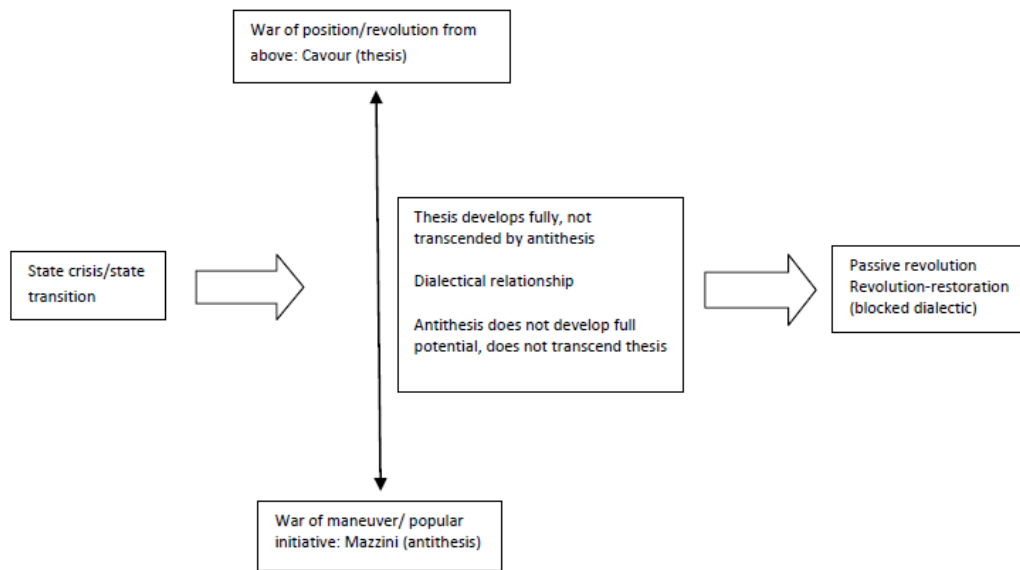 War of position/revolution from
above: Cavour (thesis)
State crisis/state
transition
Thesis develops fully, not
transcended by antithesis
Dialectical relationship
Antithesis does not develop full
potential, does not transcend thesis
Passive revolution
Revolution-restoration
(blocked dialectic)
War of maneuver/ popular
initiative: Mazzini (antithesis)